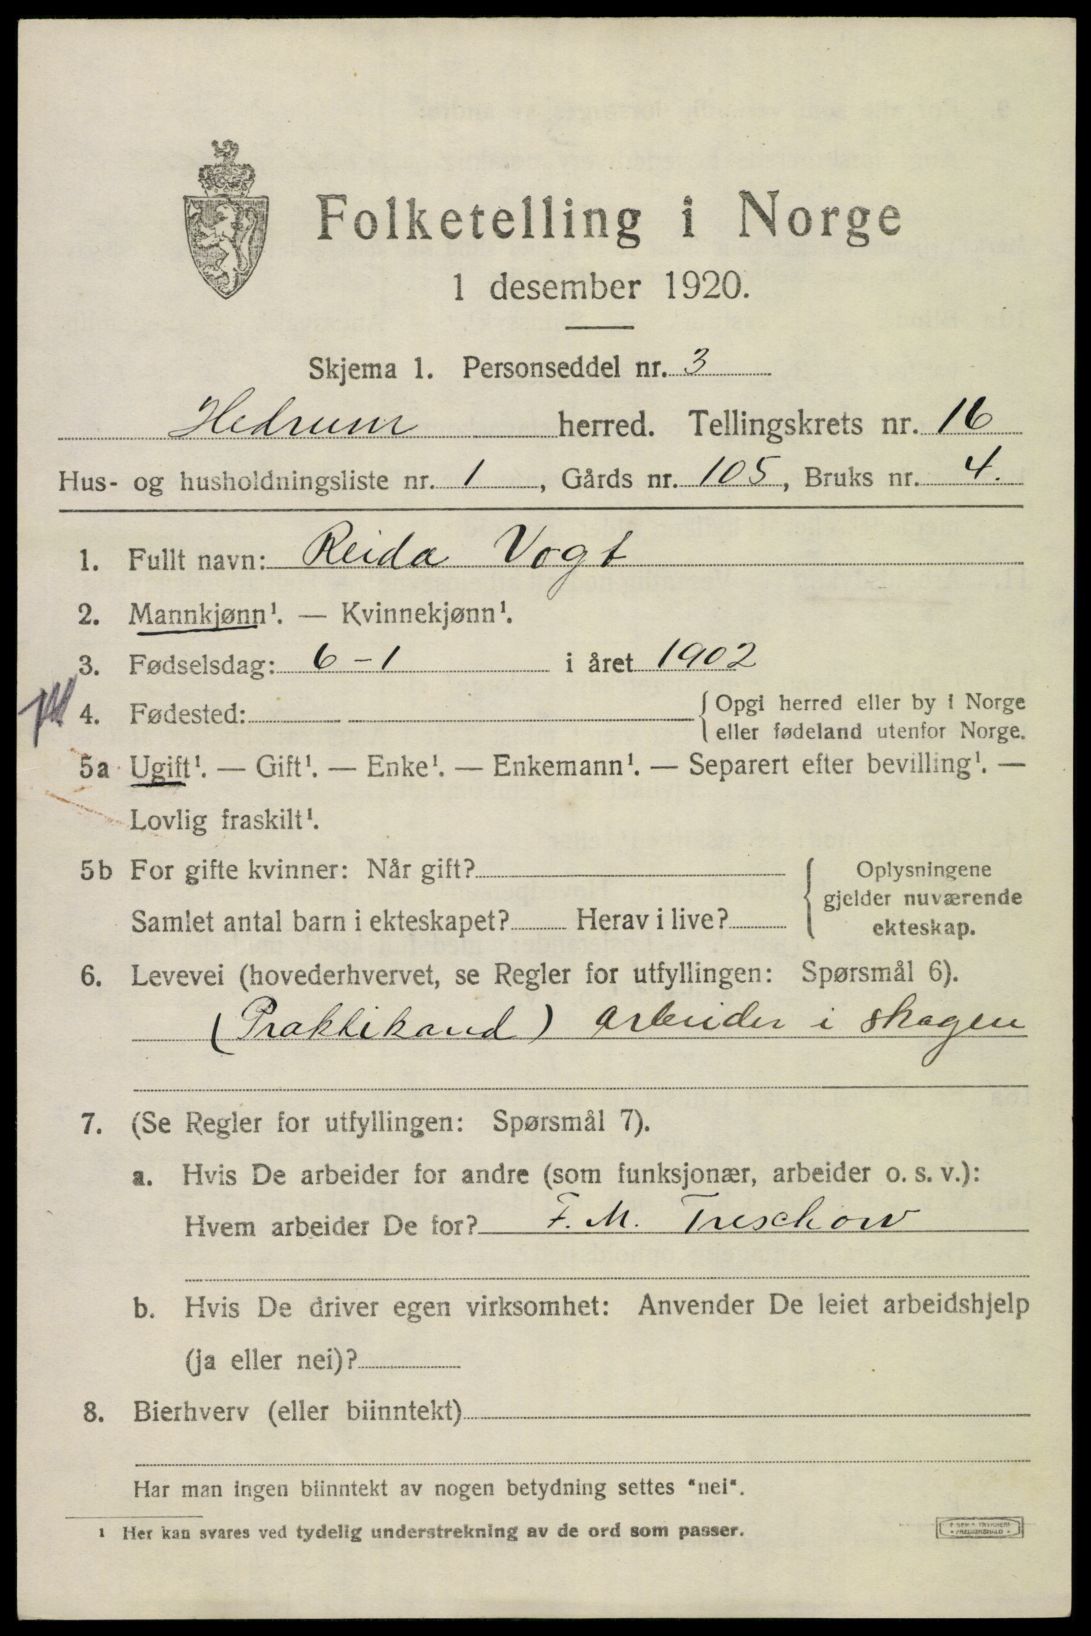 Folketelling i Norge
1 desember 1920.
Skjema 1. Personseddel nr. 3
Hedrum herred. Tellingskrets nr. 16
Hus- og husholdningsliste nr. 1, Gårds nr. 105, Bruks nr. 4.
1. Fullt navn: Reida Vogt
2. Mannkjønn¹. — Kvinnekjønn¹.
3. Fødselsdag: 6 - 1 i året 1902
4. Fødested: { Opgi herred eller by i Norge
eller fødeland utenfor Norge.
5a Ugift¹. — Gift¹. — Enke¹. — Enkemann¹. — Separert efter bevilling¹. —
Lovlig fraskilt¹.
5b For gifte kvinner: Når gift? { Oplysningene
gjelder nuværende
ekteskap.
Samlet antal barn i ekteskapet? Herav i live?
6. Levevei (hovederhvervet, se Regler for utfyllingen: Spørsmål 6).
(Praktikand) arbeider i skogen
7. (Se Regler for utfyllingen: Spørsmål 7).
a. Hvis De arbeider for andre (som funksjonær, arbeider o. s. v.):
Hvem arbeider De for? F. M. Treschow
b. Hvis De driver egen virksomhet: Anvender De leiet arbeidshjelp
(ja eller nei)?
8. Bierhverv (eller biinntekt)
Har man ingen biinntekt av nogen betydning settes "nei".
¹ Her kan svares ved tydelig understrekning av de ord som passer.